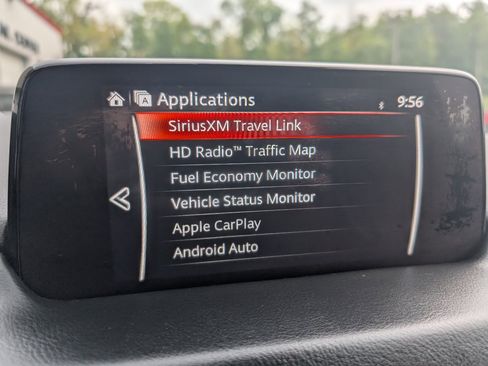 Applications
9:56
SiriusXM Travel Link
HD Radio™ Traffic Map
Fuel Economy Monitor
Vehicle Status Monitor
Apple CarPlay
Android Auto